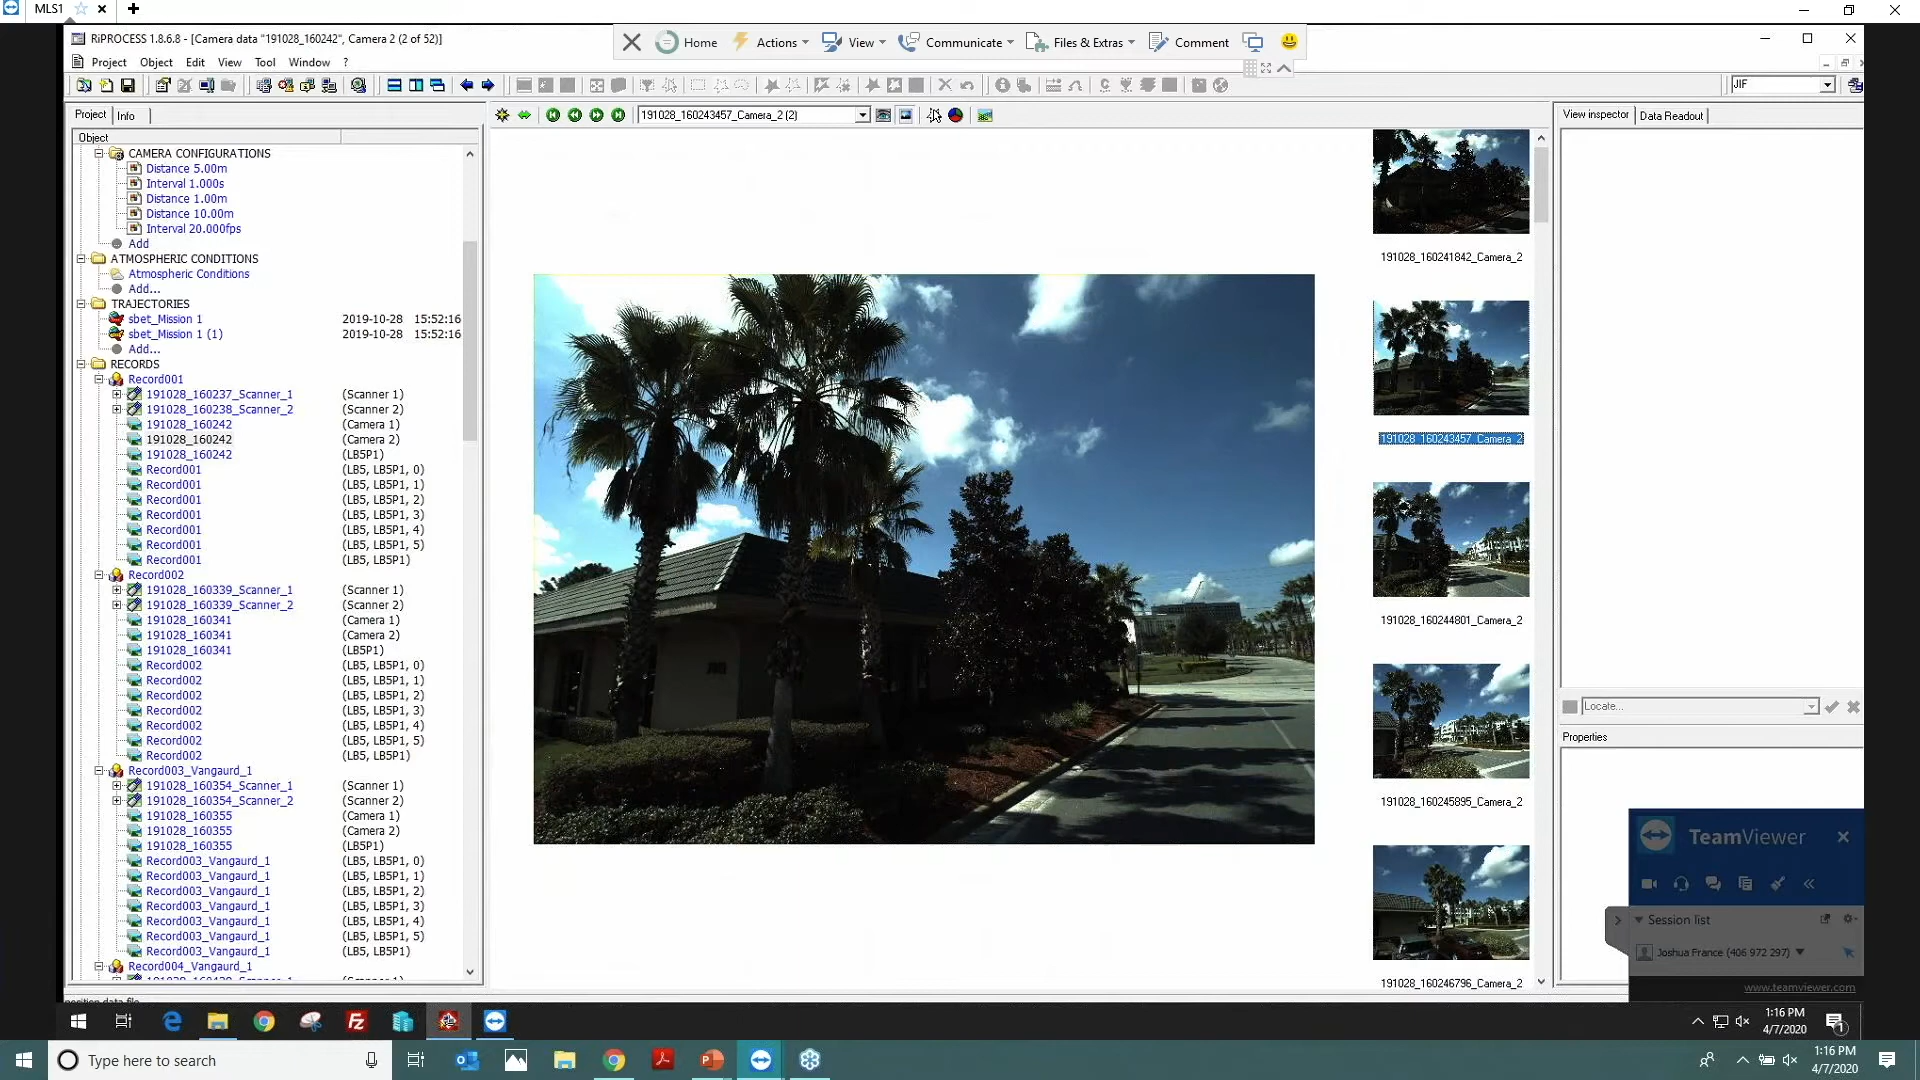 MLS1
RiPROCESS 1.8.6.8 - [Camera data "191028_160242", Camera 2 (2 of 52)]
Home
Actions
View
Communicate
Files & Extras
Comment
Project Object Edit View Tool Window ?
JIF
Project Info
191028_160243457_Camera_2 (2)
View inspector Data Readout
Object
CAMERA CONFIGURATIONS
Distance 5.00m
Interval 1.000s
Distance 1.00m
Distance 10.00m
Interval 20.000fps
Add
ATMOSPHERIC CONDITIONS
Atmospheric Conditions
Add...
TRAJECTORIES
sbet_Mission 1 2019-10-28 15:52:16
sbet_Mission 1 (1) 2019-10-28 15:52:16
Add...
RECORDS
Record001
191028_160237_Scanner_1 (Scanner 1)
191028_160238_Scanner_2 (Scanner 2)
191028_160242 (Camera 1)
191028_160242 (Camera 2)
191028_160242 (LB5P1)
Record001 (LB5, LB5P1, 0)
Record001 (LB5, LB5P1, 1)
Record001 (LB5, LB5P1, 2)
Record001 (LB5, LB5P1, 3)
Record001 (LB5, LB5P1, 4)
Record001 (LB5, LB5P1, 5)
Record001 (LB5, LB5P1)
Record002
191028_160339_Scanner_1 (Scanner 1)
191028_160339_Scanner_2 (Scanner 2)
191028_160341 (Camera 1)
191028_160341 (Camera 2)
191028_160341 (LB5P1)
Record002 (LB5, LB5P1, 0)
Record002 (LB5, LB5P1, 1)
Record002 (LB5, LB5P1, 2)
Record002 (LB5, LB5P1, 3)
Record002 (LB5, LB5P1, 4)
Record002 (LB5, LB5P1, 5)
Record002 (LB5, LB5P1)
Record003_Vangaurd_1
191028_160354_Scanner_1 (Scanner 1)
191028_160354_Scanner_2 (Scanner 2)
191028_160355 (Camera 1)
191028_160355 (Camera 2)
191028_160355 (LB5P1)
Record003_Vangaurd_1 (LB5, LB5P1, 0)
Record003_Vangaurd_1 (LB5, LB5P1, 1)
Record003_Vangaurd_1 (LB5, LB5P1, 2)
Record003_Vangaurd_1 (LB5, LB5P1, 3)
Record003_Vangaurd_1 (LB5, LB5P1, 4)
Record003_Vangaurd_1 (LB5, LB5P1, 5)
Record003_Vangaurd_1 (LB5, LB5P1)
Record004_Vangaurd_1
191028_160241842_Camera_2
191028_160243457_Camera_2
191028_160244801_Camera_2
191028_160245895_Camera_2
191028_160246796_Camera_2
Locate...
Properties
TeamViewer
Session list
Joshua France (406 972 297)
www.teamviewer.com
1:16 PM
4/7/2020
Type here to search
1:16 PM
4/7/2020